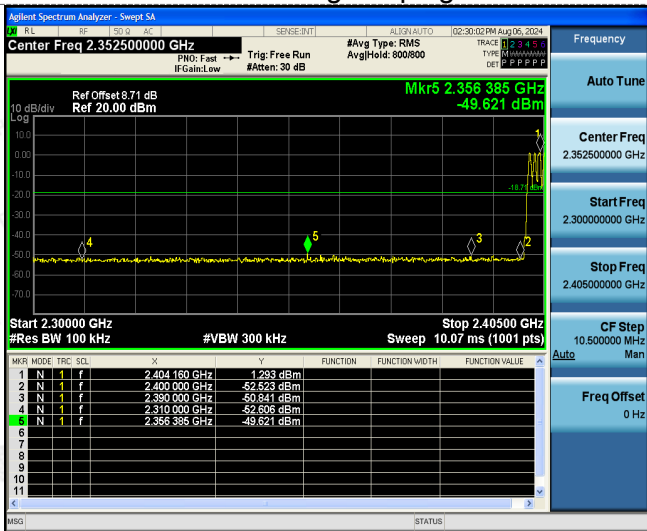 Agilent Spectrum Analyzer - Swept SA
RL RF 50 Ω AC SENSE:INT ALIGN AUTO 02:30:02 PM Aug 06, 2024
Center Freq 2.352500000 GHz
PNO: Fast
IFGain:Low
Trig: Free Run
#Atten: 30 dB
#Avg Type: RMS
Avg|Hold: 800/800
TRACE 1 2 3 4 5 6
TYPE M
DET P P P P P P
Mkr5 2.356 385 GHz
-49.621 dBm
Ref Offset 8.71 dB
10 dB/div Ref 20.00 dBm
Log
10.0
0.00
-10.0
-20.0
-30.0
-40.0
-50.0
-60.0
-70.0
1
-18.71 dBm
4
5
3
2
Start 2.30000 GHz Stop 2.40500 GHz
#Res BW 100 kHz #VBW 300 kHz Sweep 10.07 ms (1001 pts)
MKR MODE TRC SCL X Y FUNCTION FUNCTION WIDTH FUNCTION VALUE
1 N 1 f 2.404 160 GHz 1.293 dBm
2 N 1 f 2.400 000 GHz -52.523 dBm
3 N 1 f 2.390 000 GHz -50.841 dBm
4 N 1 f 2.310 000 GHz -52.606 dBm
5 N 1 f 2.356 385 GHz -49.621 dBm
6
7
8
9
10
11
MSG STATUS
Frequency
Auto Tune
Center Freq
2.352500000 GHz
Start Freq
2.300000000 GHz
Stop Freq
2.405000000 GHz
CF Step
10.500000 MHz
Auto Man
Freq Offset
0 Hz